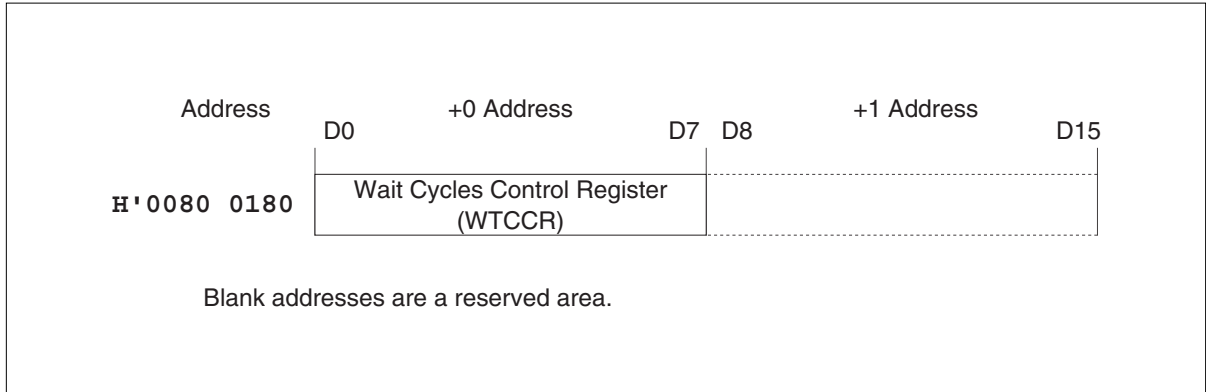 Address +0 Address +1 Address
D0 D7 D8 D15
H'0080 0180 Wait Cycles Control Register
(WTCCR)
Blank addresses are a reserved area.